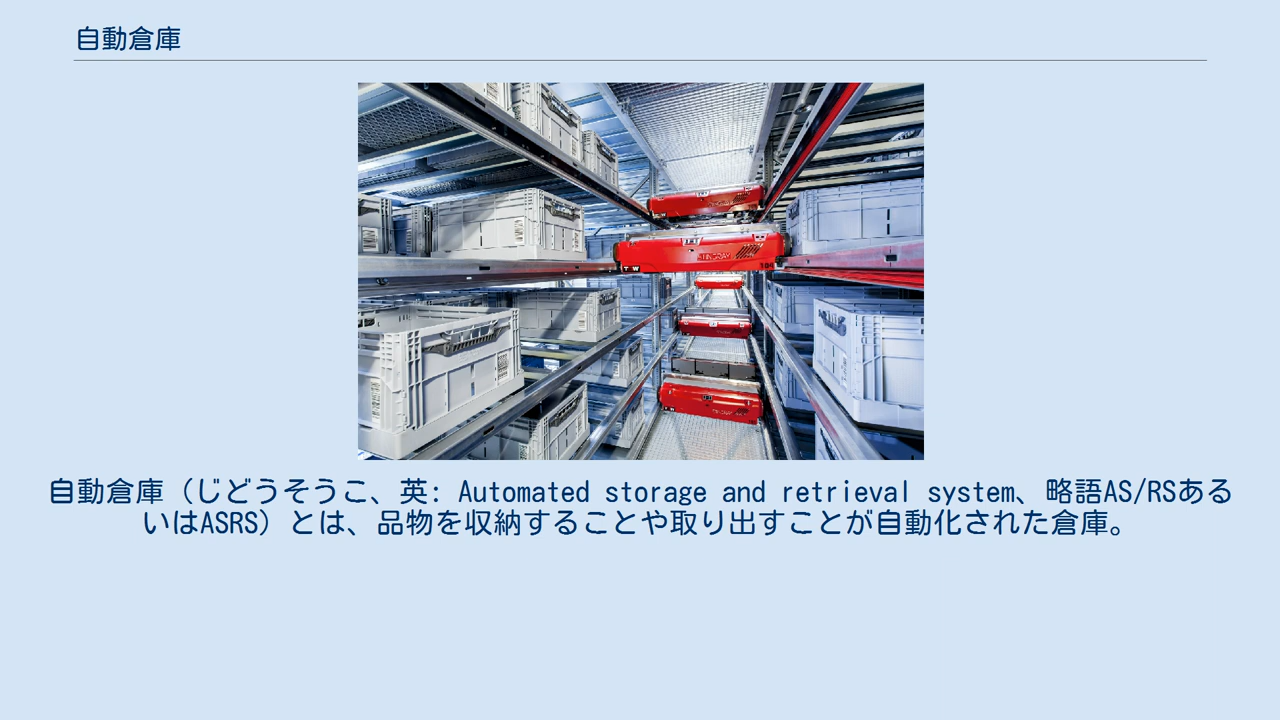 自動倉庫
TGW
STINGRAY
自動倉庫（じどうそうこ、英: Automated storage and retrieval system、略語AS/RSある
いはASRS）とは、品物を収納することや取り出すことが自動化された倉庫。